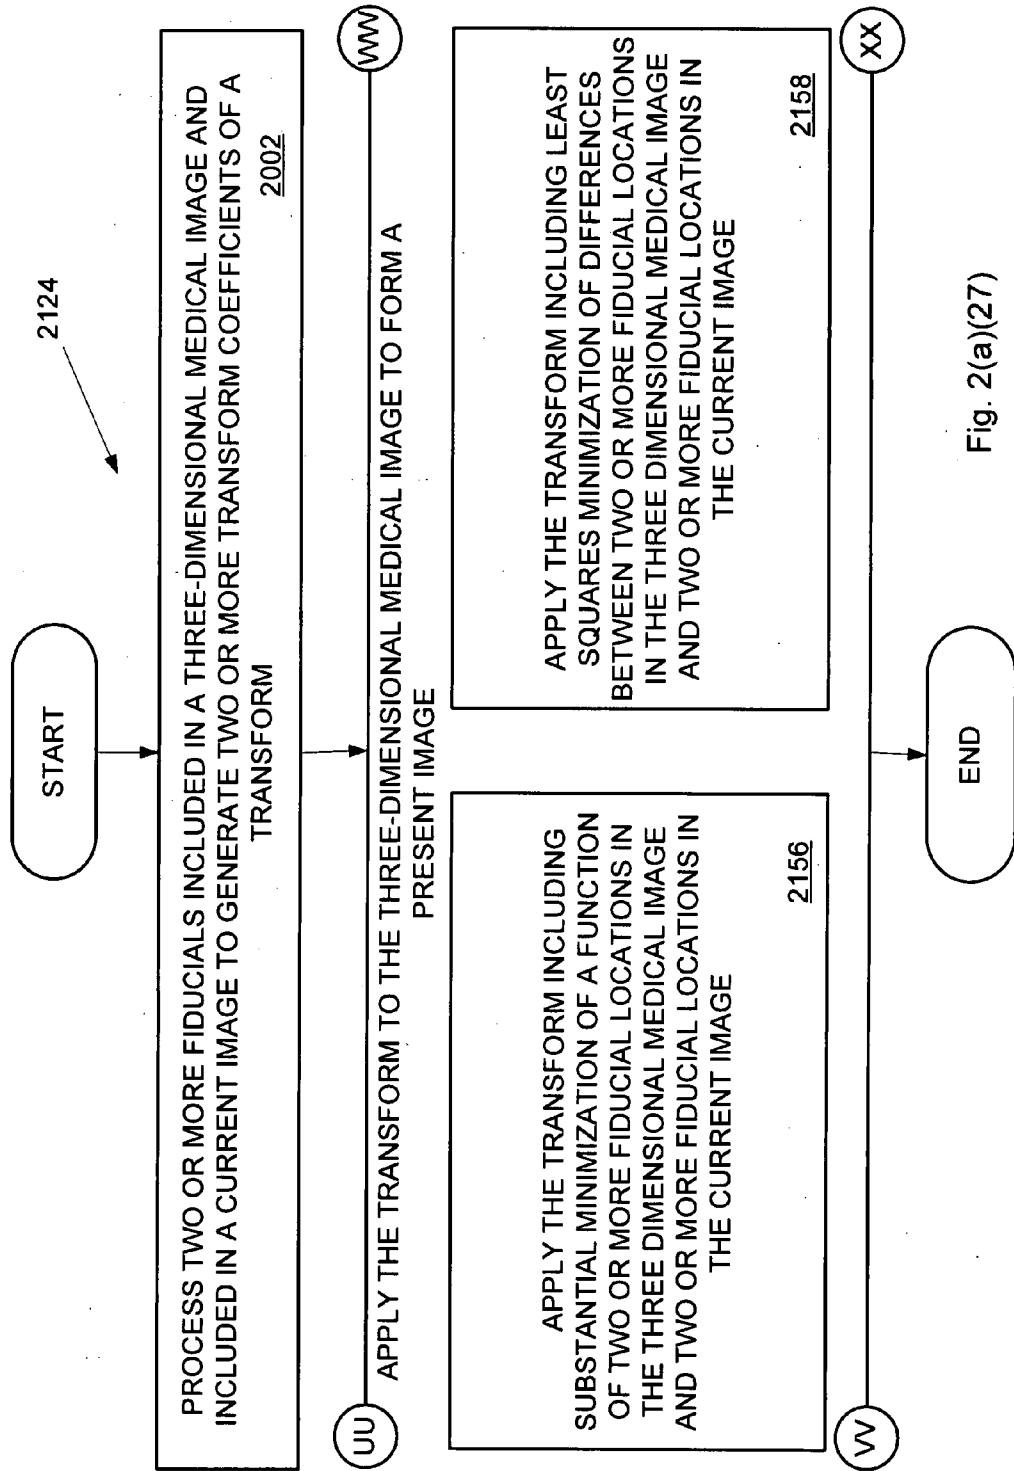 2124
START
PROCESS TWO OR MORE FIDUCIALS INCLUDED IN A THREE-DIMENSIONAL MEDICAL IMAGE AND
INCLUDED IN A CURRENT IMAGE TO GENERATE TWO OR MORE TRANSFORM COEFFICIENTS OF A
TRANSFORM
2002
UU
WW
APPLY THE TRANSFORM TO THE THREE-DIMENSIONAL MEDICAL IMAGE TO FORM A
PRESENT IMAGE
APPLY THE TRANSFORM INCLUDING
SUBSTANTIAL MINIMIZATION OF A FUNCTION
OF TWO OR MORE FIDUCIAL LOCATIONS IN
THE THREE DIMENSIONAL MEDICAL IMAGE
AND TWO OR MORE FIDUCIAL LOCATIONS IN
THE CURRENT IMAGE
2156
APPLY THE TRANSFORM INCLUDING LEAST
SQUARES MINIMIZATION OF DIFFERENCES
BETWEEN TWO OR MORE FIDUCIAL LOCATIONS
IN THE THREE DIMENSIONAL MEDICAL IMAGE
AND TWO OR MORE FIDUCIAL LOCATIONS IN
THE CURRENT IMAGE
2158
VV
XX
END
Fig. 2(a)(27)